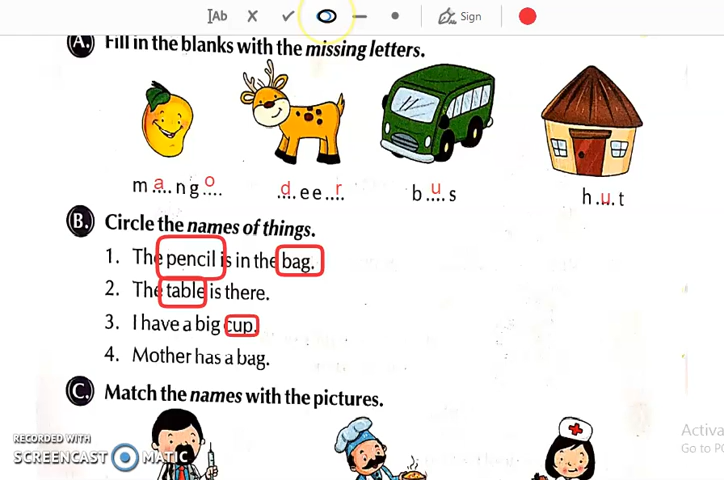 Ab Sign
A. Fill in the blanks with the missing letters.
m a n g o d e e r b u s h u t
B. Circle the names of things.
1. The pencil is in the bag.
2. The table is there.
3. I have a big cup.
4. Mother has a bag.
C. Match the names with the pictures.
RECORDED WITH
SCREENCAST MATIC
Activa
Go to PC